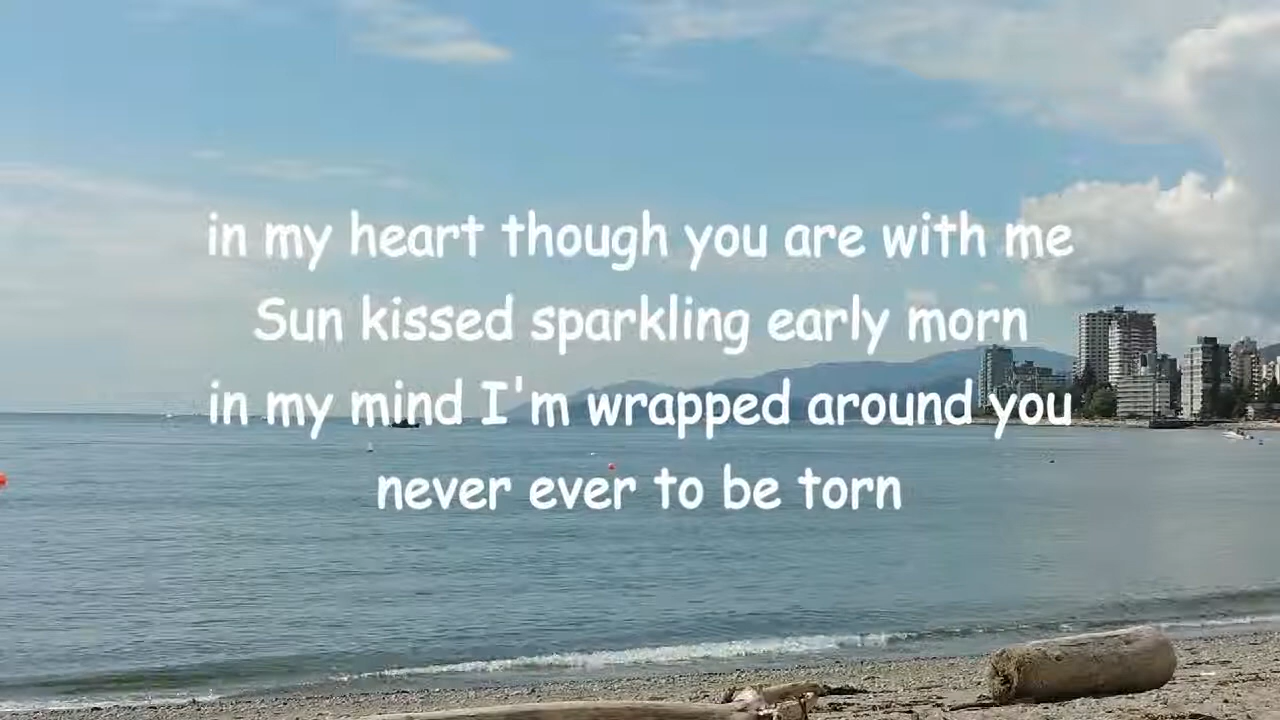 in my heart though you are with me
Sun kissed sparkling early morn
in my mind I'm wrapped around you
never ever to be torn